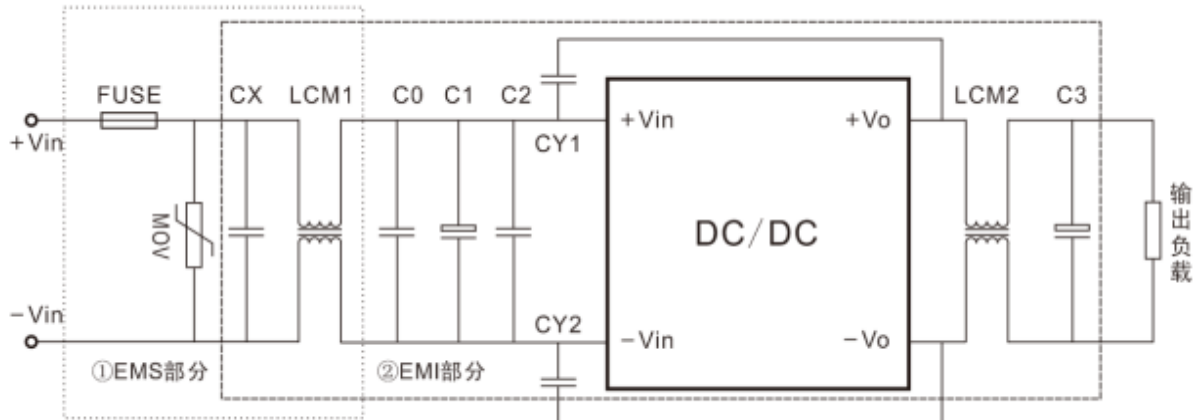 FUSE
CX
LCM1
C0
C1
C2
LCM2
C3
+Vin
CY1
+Vin
+Vo
MOV
DC/DC
输出负载
-Vin
CY2
-Vin
-Vo
①EMS部分
②EMI部分